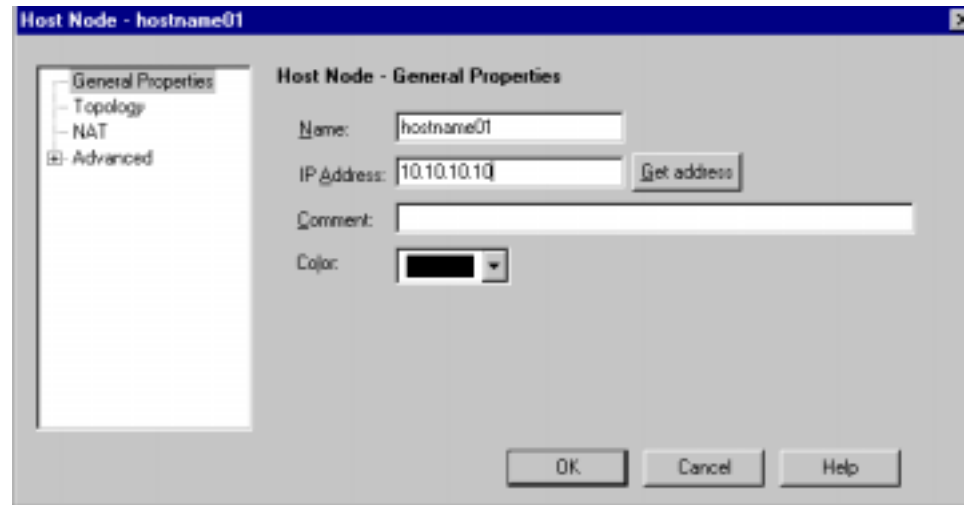 Host Node - hostname01
General Properties
Topology
NAT
Advanced
Host Node - General Properties
Name: hostname01
IP Address: 10.10.10.10 Get address
Comment:
Color:
OK Cancel Help